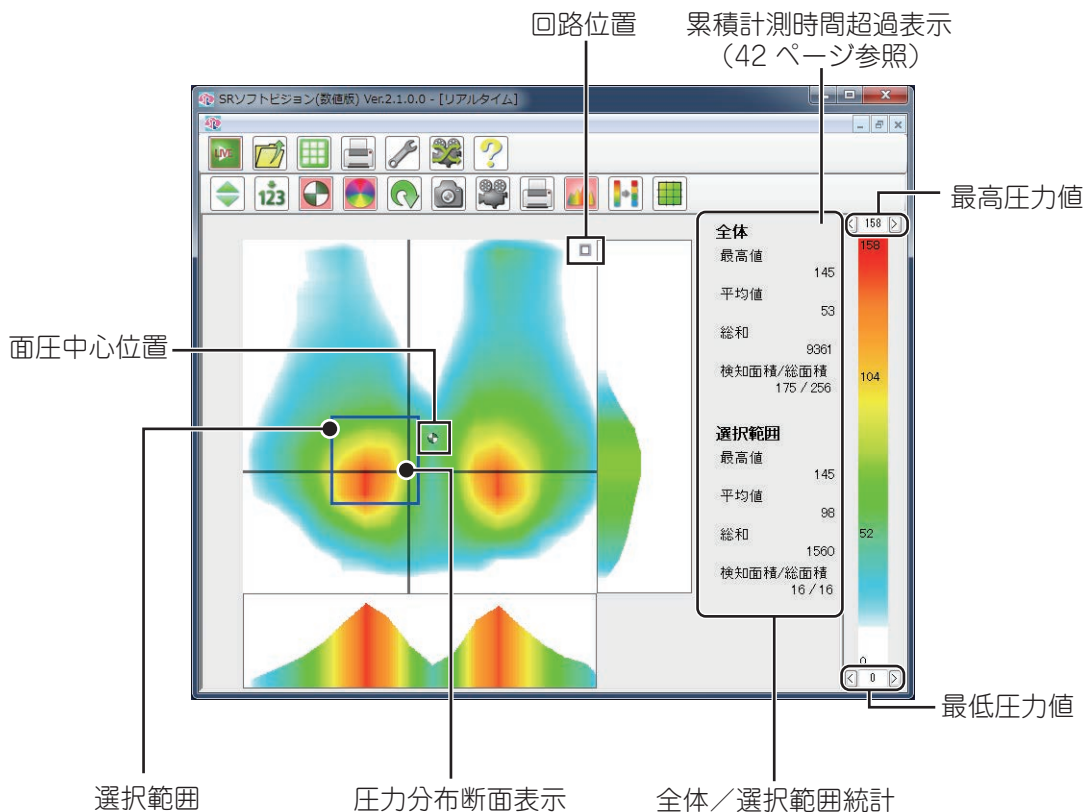 回路位置
累積計測時間超過表示
（42 ページ参照）
SRソフトビジョン(数値版) Ver.2.1.0.0 - [リアルタイム]
LIVE
123
最高圧力値
158
158
全体
最高値
145
平均値
53
総和
9361
検知面積/総面積
175 / 256
104
面圧中心位置
選択範囲
選択範囲
最高値
145
平均値
98
総和
1560
検知面積/総面積
16 / 16
52
0
0
最低圧力値
選択範囲
圧力分布断面表示
全体／選択範囲統計